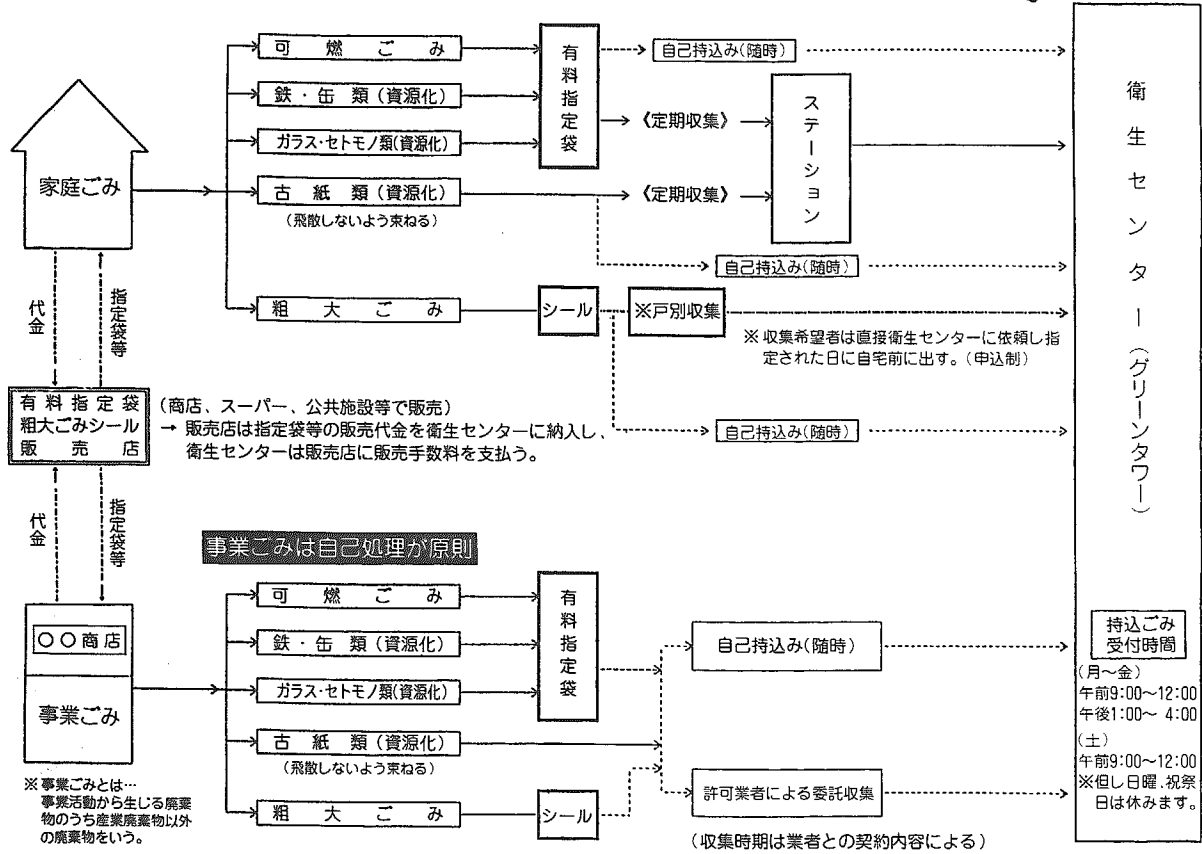 家庭ごみ
可燃ごみ
鉄・缶類(資源化)
ガラス・セトモノ類(資源化)
古紙類(資源化)
(飛散しないよう束ねる)
粗大ごみ
有料指定袋
自己持込み(随時)
《定期収集》
《定期収集》
ステーション
自己持込み(随時)
シール
※戸別収集
※収集希望者は直接衛生センターに依頼し指
定された日に自宅前に出す。(申込制)
自己持込み(随時)
代金
指定袋等
有料指定袋
粗大ごみシール
販売店
(商店、スーパー、公共施設等で販売)
→ 販売店は指定袋等の販売代金を衛生センターに納入し、
衛生センターは販売店に販売手数料を支払う。
代金
指定袋等
事業ごみは自己処理が原則
〇〇商店
事業ごみ
※事業ごみとは…
事業活動から生じる廃棄
物のうち産業廃棄物以外
の廃棄物をいう。
可燃ごみ
鉄・缶類(資源化)
ガラス・セトモノ類(資源化)
古紙類(資源化)
(飛散しないよう束ねる)
粗大ごみ
有料指定袋
シール
自己持込み(随時)
許可業者による委託収集
(収集時期は業者との契約内容による)
衛生センター(グリーンタワー)
持込ごみ
受付時間
(月~金)
午前9:00~12:00
午後1:00~4:00
(土)
午前9:00~12:00
※但し日曜、祝祭
日は休みます。